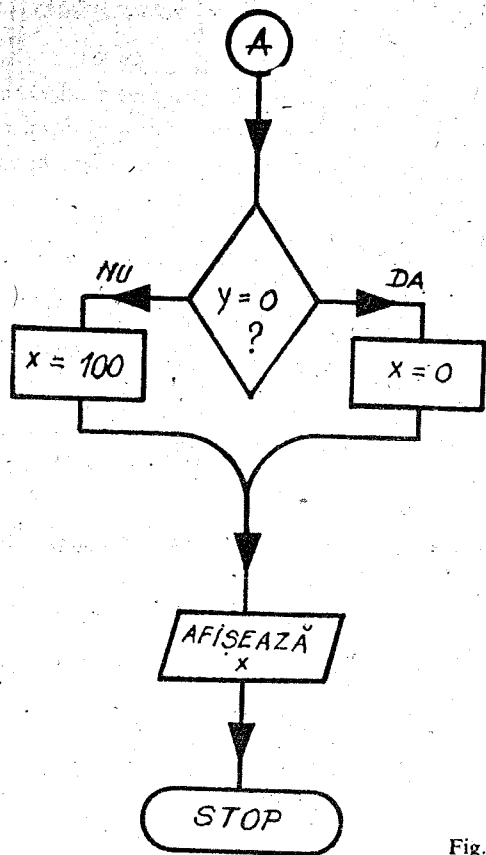 A
NU
DA
y = 0
?
x = 100
x = 0
AFIȘEAZĂ
x
STOP
Fig.